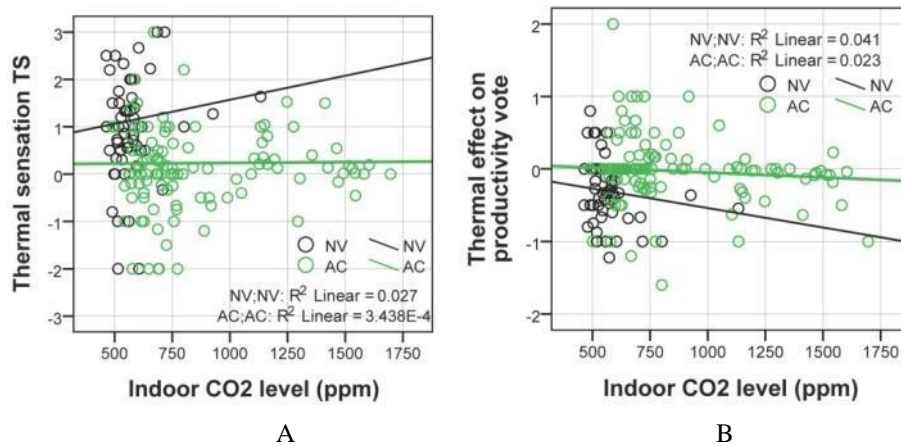 Thermal sensation TS
3
2
1
0
-1
-2
-3
NV NV
AC AC
NV;NV: R2 Linear = 0.027
AC;AC: R2 Linear = 3.438E-4
500 750 1000 1250 1500 1750
Indoor CO2 level (ppm)
A
Thermal effect on
productivity vote
2
1
0
-1
-2
NV;NV: R2 Linear = 0.041
AC;AC: R2 Linear = 0.023
NV NV
AC AC
500 750 1000 1250 1500 1750
Indoor CO2 level (ppm)
B